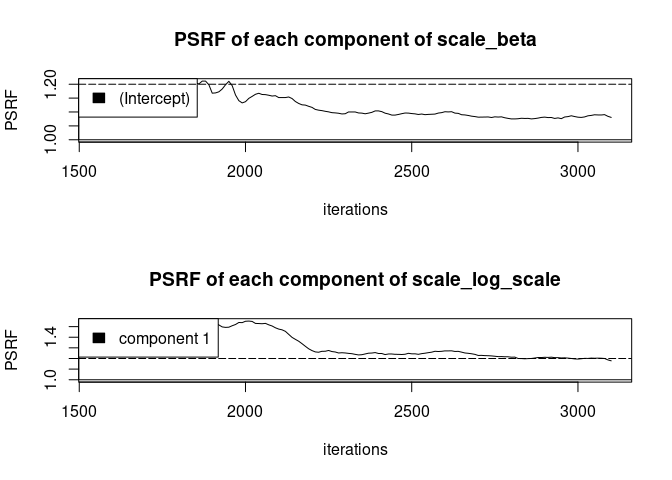 PSRF of each component of scale_beta
PSRF
1.00
1.20
(Intercept)
1500
2000
2500
3000
iterations
PSRF of each component of scale_log_scale
PSRF
1.0
1.4
component 1
1500
2000
2500
3000
iterations